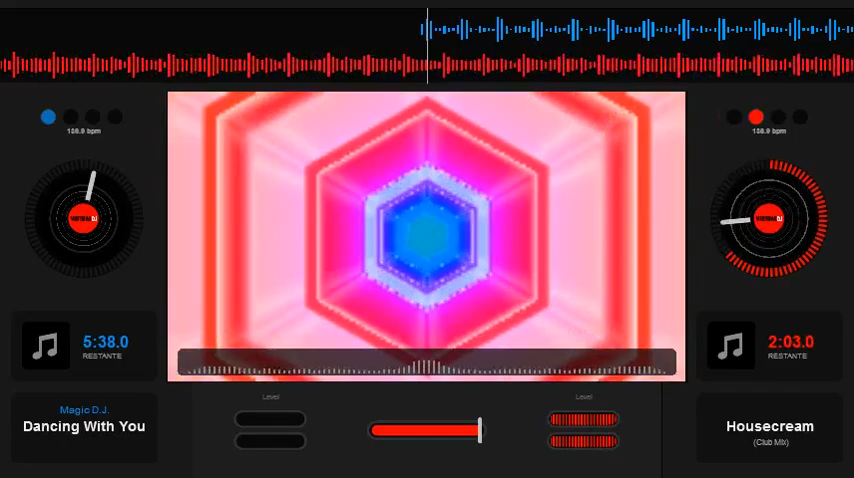 138.9 bpm
138.9 bpm
5:38.0
RESTANTE
2:03.0
RESTANTE
Level
Level
Magic D.J.
Dancing With You
Housecream
(Club Mix)